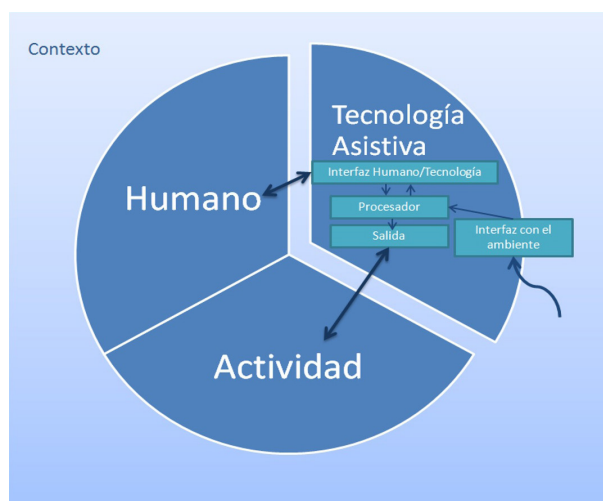 Contexto
Tecnología
Asistiva
Interfaz Humano/Tecnología
Humano
Procesador
Salida
Interfaz con el
ambiente
Actividad